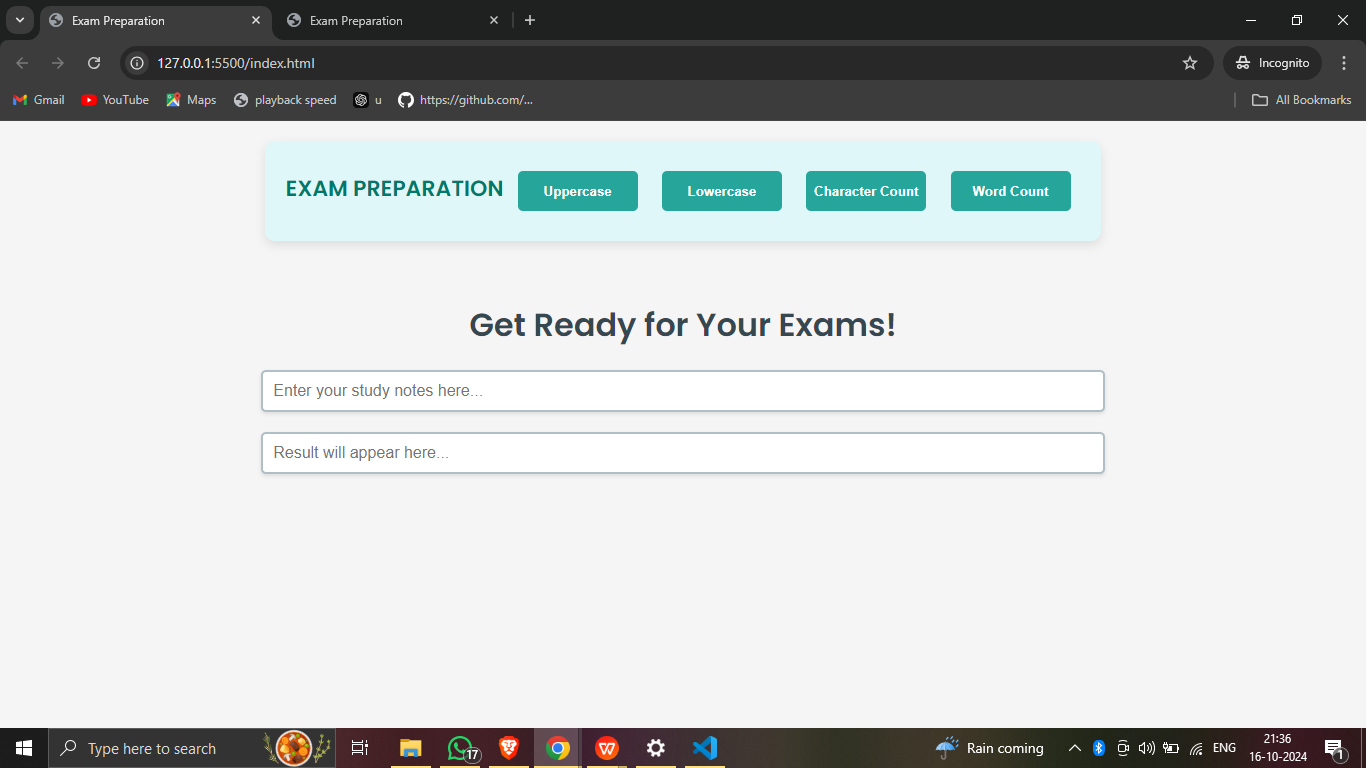 Exam Preparation
Exam Preparation
127.0.0.1:5500/index.html
Incognito
Gmail
YouTube
Maps
playback speed
u
https://github.com/...
All Bookmarks
EXAM PREPARATION
Uppercase
Lowercase
Character Count
Word Count
Get Ready for Your Exams!
Enter your study notes here...
Result will appear here...
Type here to search
17
W
Rain coming
ENG
21:36
16-10-2024
1